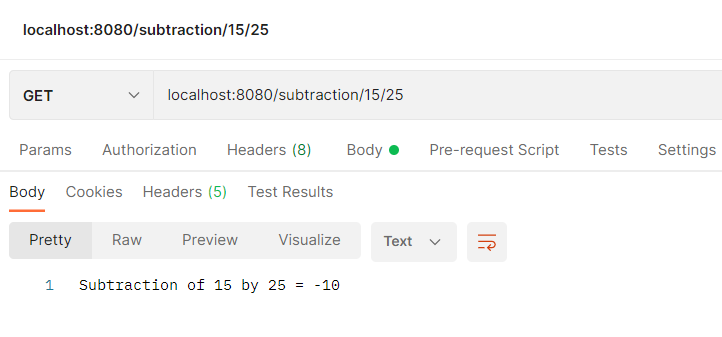 localhost:8080/subtraction/15/25
GET localhost:8080/subtraction/15/25
Params Authorization Headers (8) Body Pre-request Script Tests Settings
Body Cookies Headers (5) Test Results
Pretty Raw Preview Visualize Text
1 Subtraction of 15 by 25 = -10